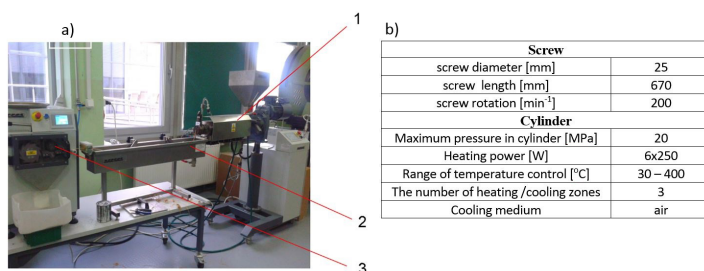 a)
1
2
3
b)
Screw
screw diameter [mm] 25
screw length [mm] 670
screw rotation [min⁻¹] 200
Cylinder
Maximum pressure in cylinder [MPa] 20
Heating power [W] 6x250
Range of temperature control [°C] 30 – 400
The number of heating /cooling zones 3
Cooling medium air